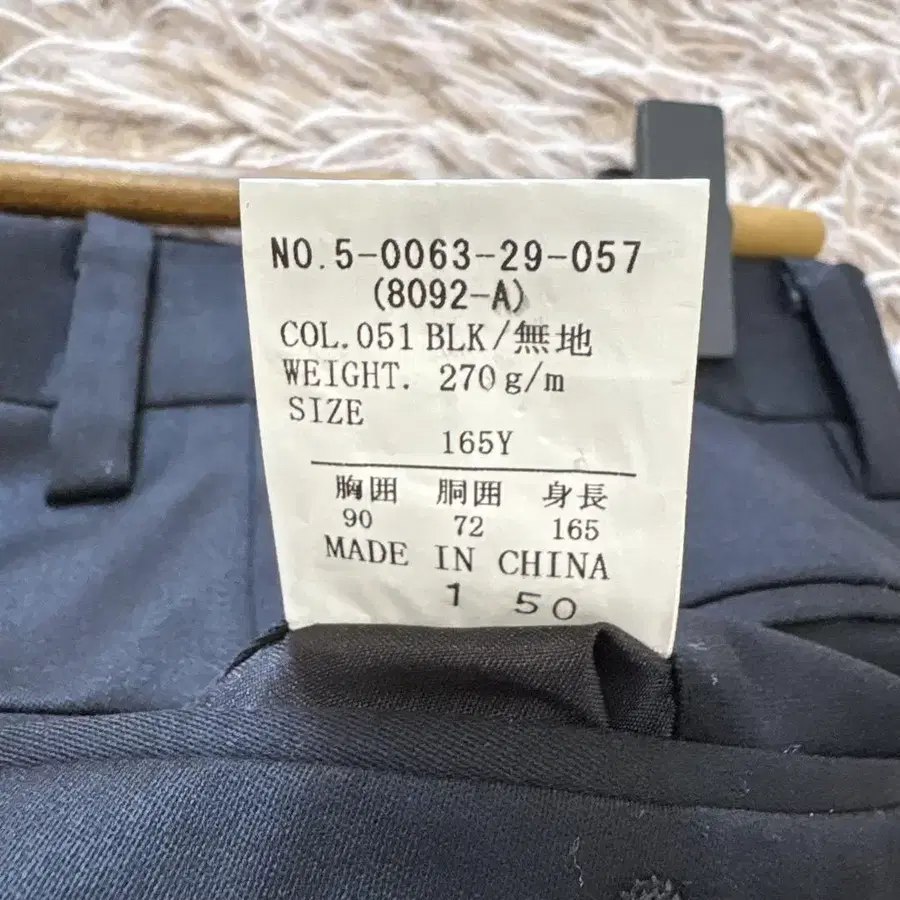 NO.5-0063-29-057
(8092-A)
COL.051 BLK/無地
WEIGHT. 270g/m
SIZE
165Y
胸囲 胴囲 身長
90 72 165
MADE IN CHINA
1 50